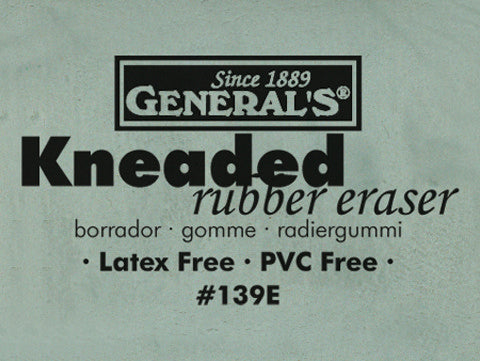 Since 1889
GENERAL'S®
Kneaded
rubber eraser
borrador · gomme · radiergummi
· Latex Free · PVC Free ·
#139E